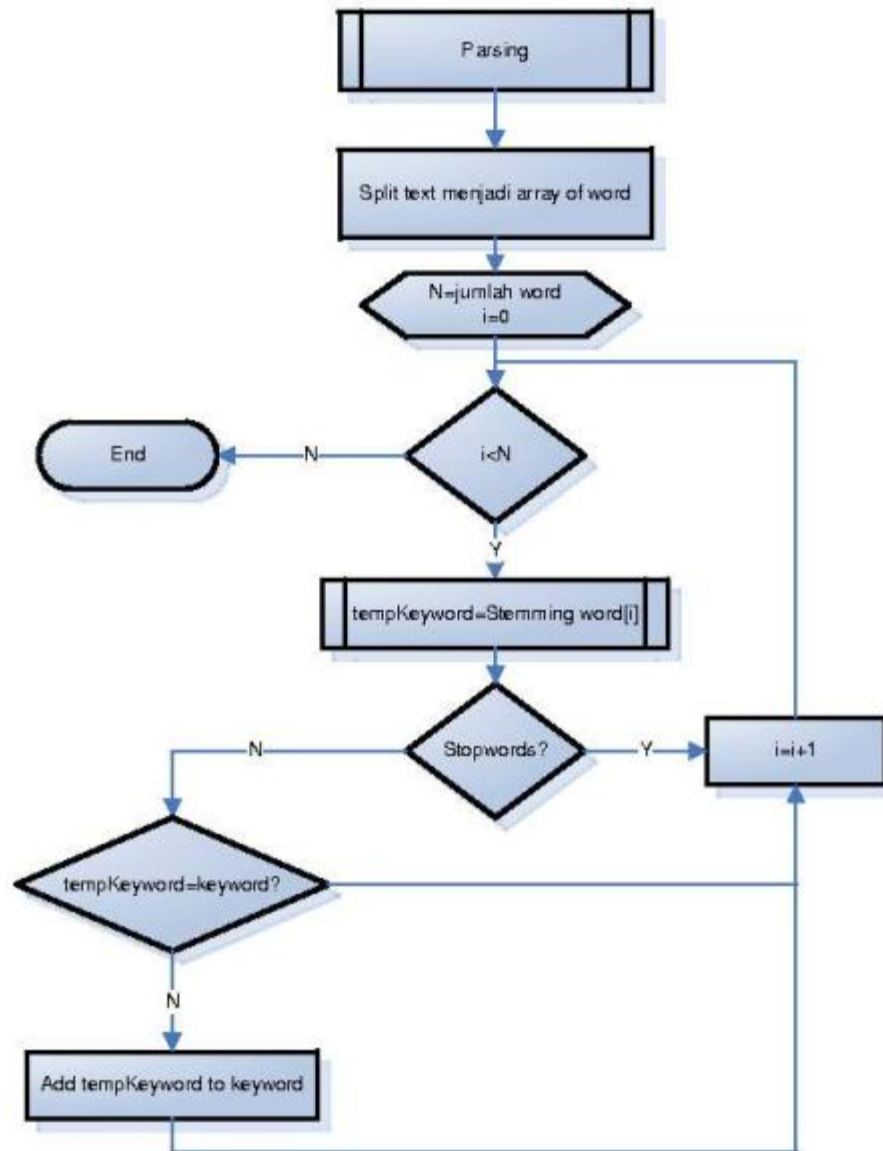 Parsing
Split text menjadi array of word
N=jumlah word
i=0
End
N
i<N
Y
tempKeyword=Stemming word[i]
N
Stopwords?
Y
i=i+1
tempKeyword=keyword?
N
Add tempKeyword to keyword